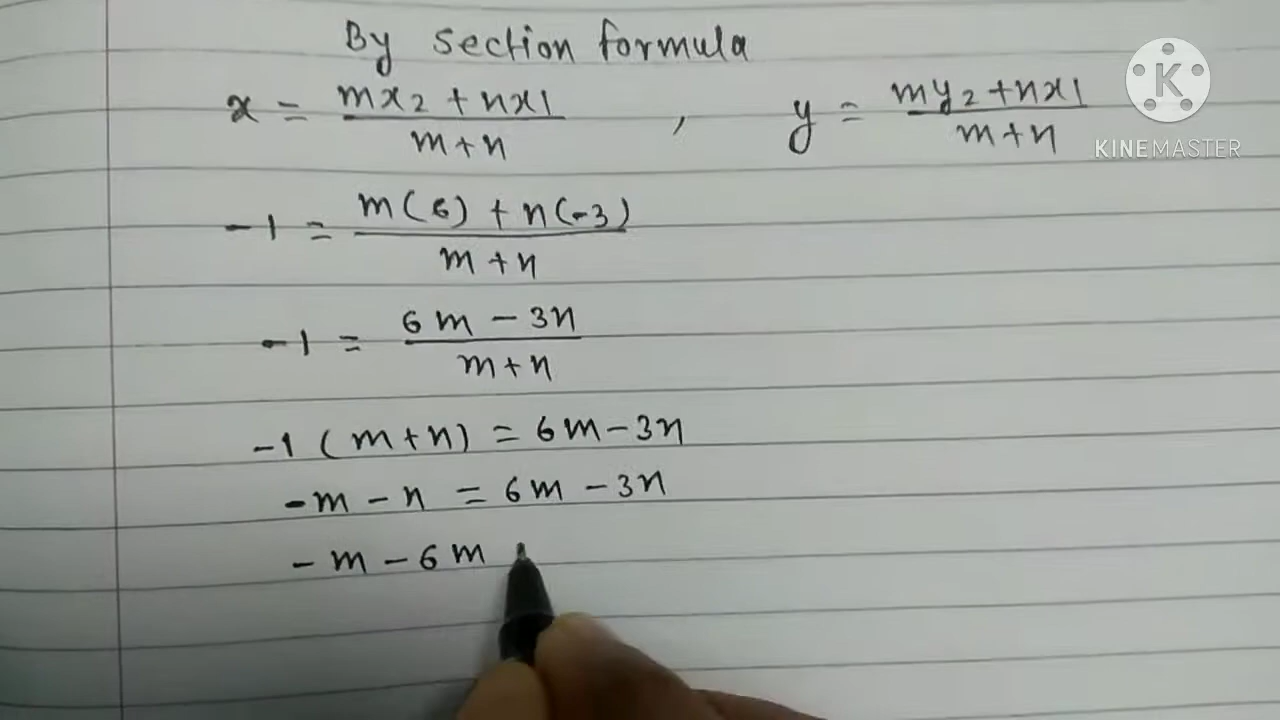 By section formula
x = mx2 + nx1 / m+n , y = my2 + nx1 / m+n
K
KINEMASTER
-1 = m(6) + n(-3) / m+n
-1 = 6m - 3n / m+n
-1 (m+n) = 6m - 3n
-m - n = 6m - 3n
-m - 6m